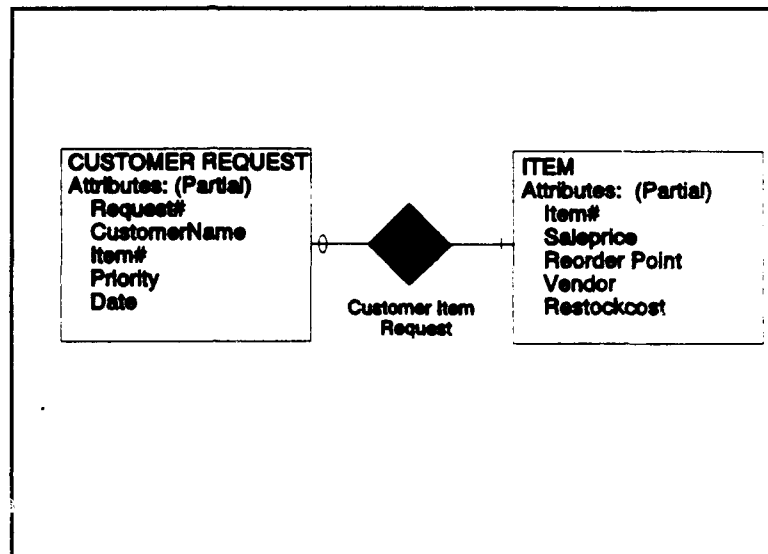 CUSTOMER REQUEST
Attributes: (Partial)
Request#
CustomerName
Item#
Priority
Date
Customer Item
Request
ITEM
Attributes: (Partial)
Item#
Saleprice
Reorder Point
Vendor
Restockcost